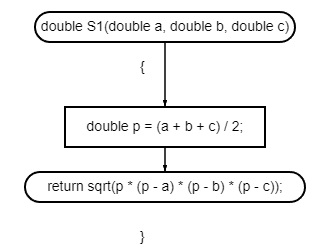 double S1(double a, double b, double c)
{
double p = (a + b + c) / 2;
return sqrt(p * (p - a) * (p - b) * (p - c));
}